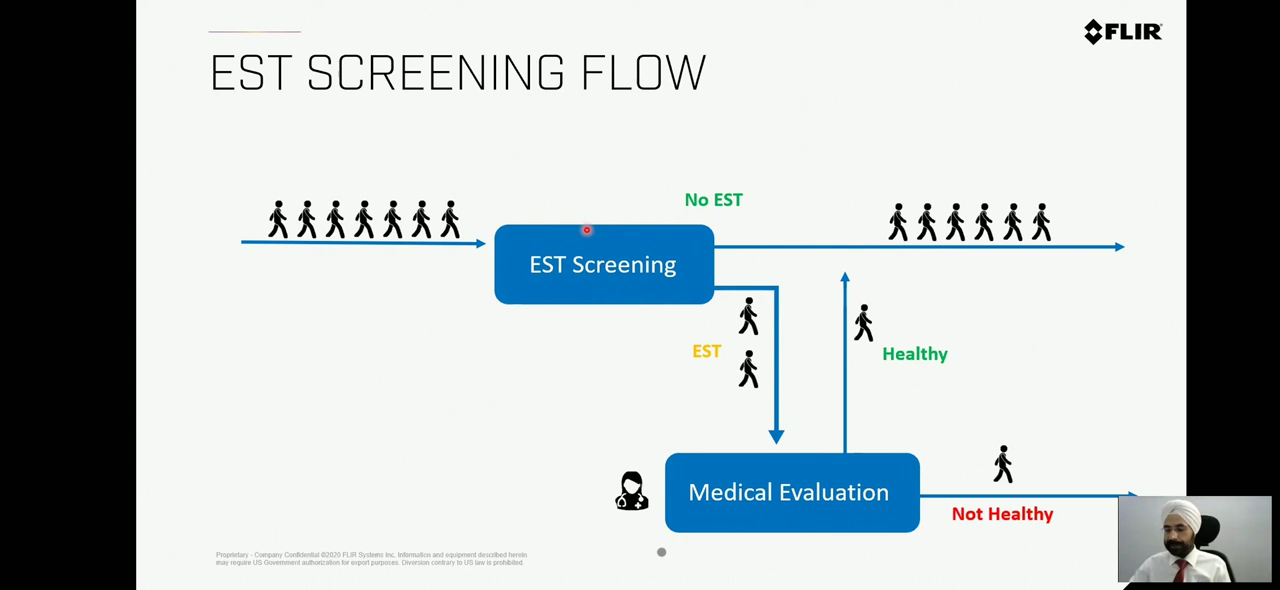 FLIR
EST SCREENING FLOW
No EST
EST Screening
EST
Healthy
Medical Evaluation
Not Healthy
Proprietary - Company Confidential ©2020 FLIR Systems Inc. Information and equipment described herein
may require US Government authorization for export purposes. Diversion contrary to US law is prohibited.